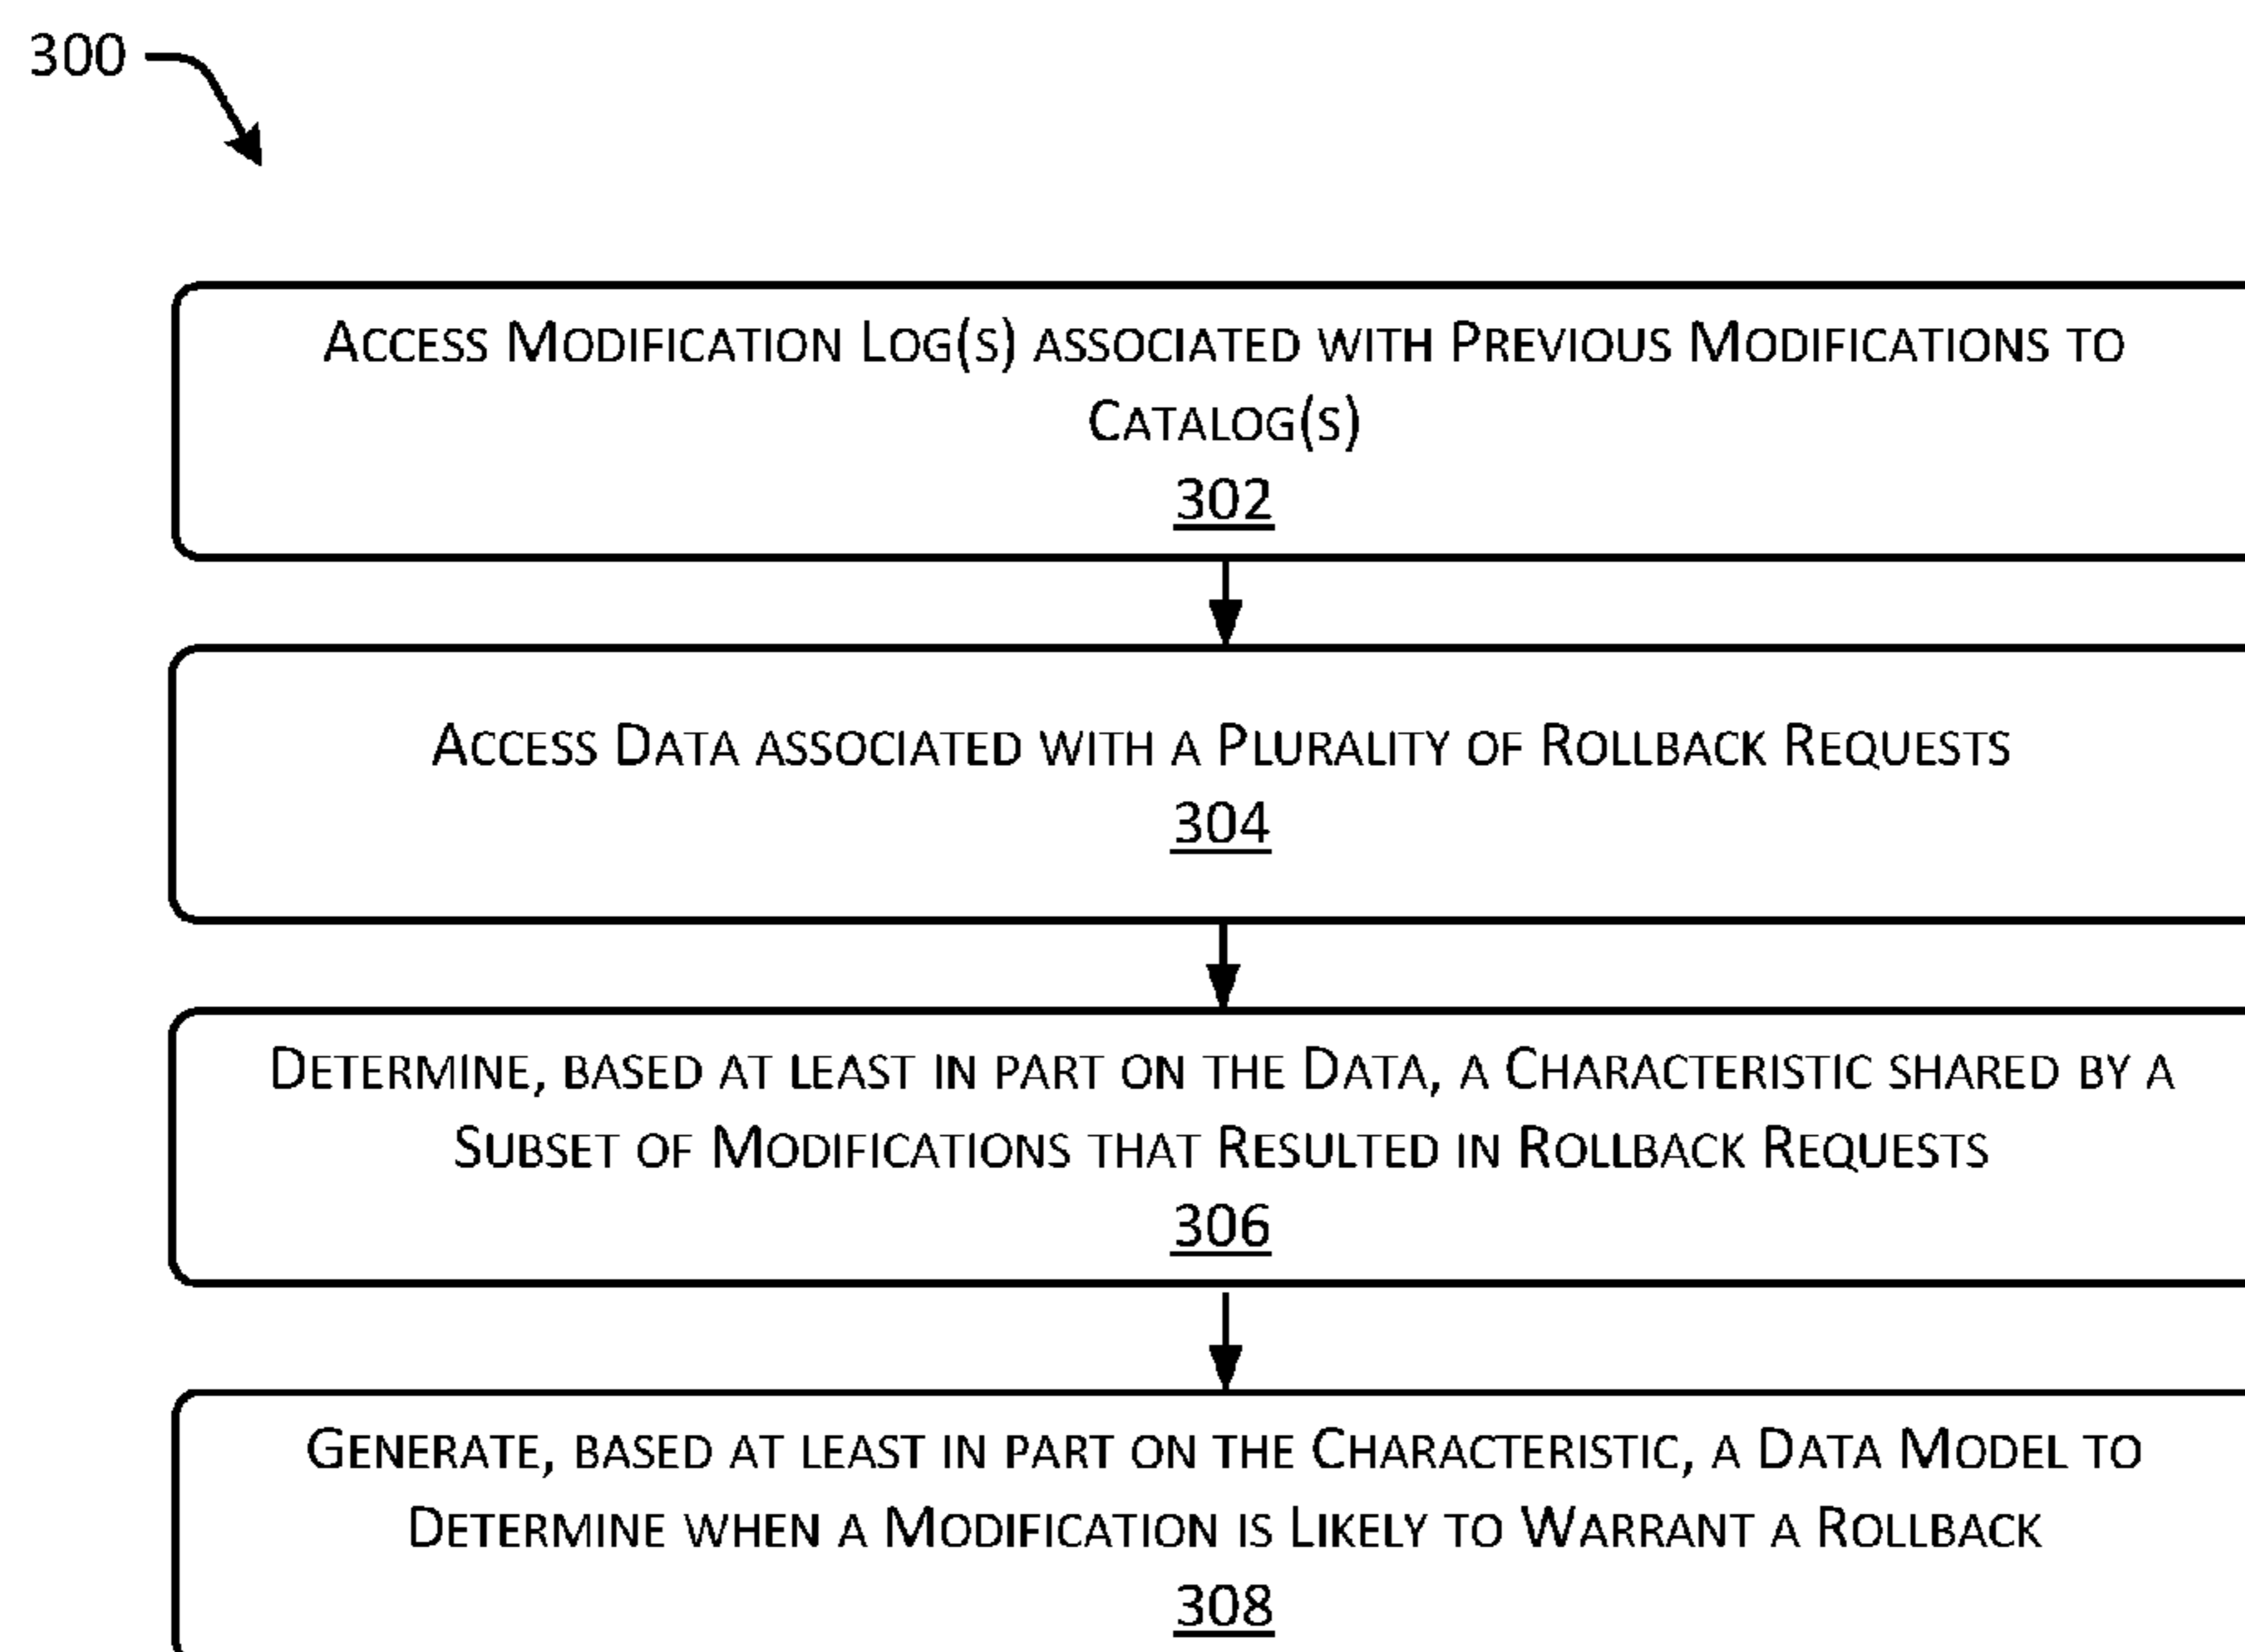 300
Access Modification Log(s) associated with Previous Modifications to
Catalog(s)
302
Access Data associated with a Plurality of Rollback Requests
304
Determine, based at least in part on the Data, a Characteristic shared by a
Subset of Modifications that Resulted in Rollback Requests
306
Generate, based at least in part on the Characteristic, a Data Model to
Determine when a Modification is Likely to Warrant a Rollback
308